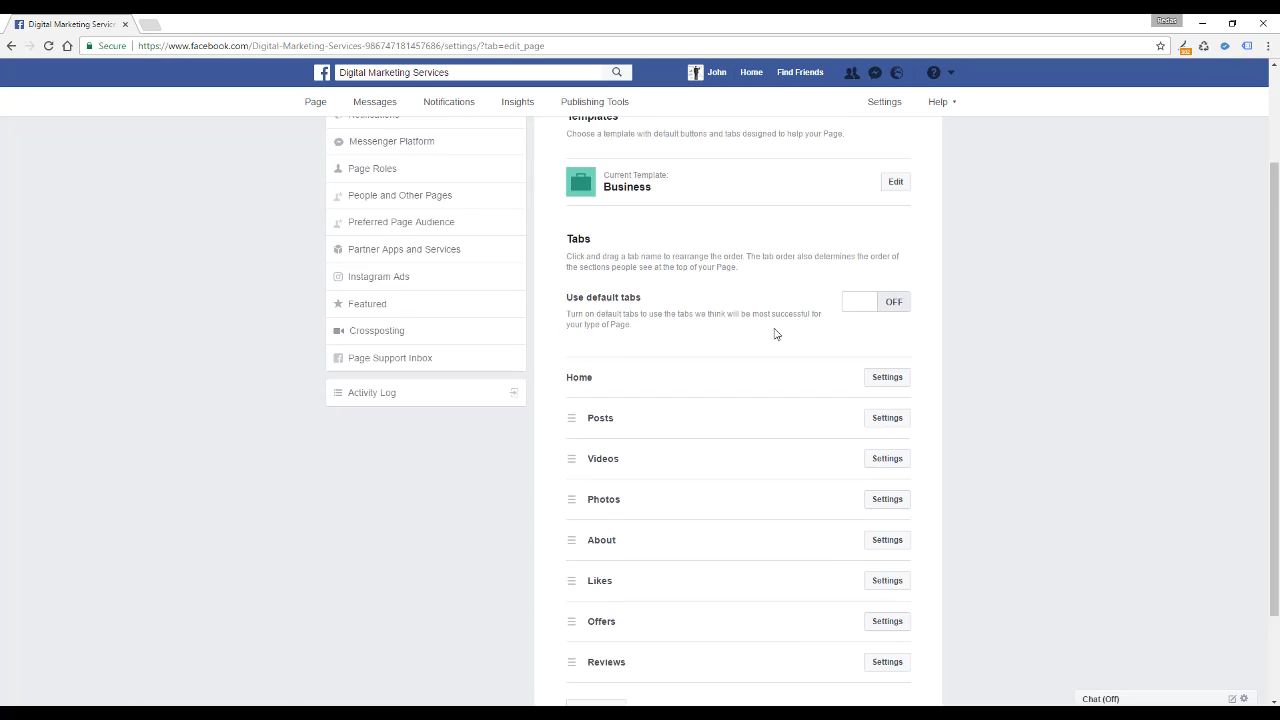 Digital Marketing Service
Redas
Secure
https://www.facebook.com/Digital-Marketing-Services-986747181457686/settings/?tab=edit_page
Digital Marketing Services
John
Home
Find Friends
Page
Messages
Notifications
Insights
Publishing Tools
Settings
Help
Notifications
Messenger Platform
Page Roles
People and Other Pages
Preferred Page Audience
Partner Apps and Services
Instagram Ads
Featured
Crossposting
Page Support Inbox
Activity Log
Templates
Choose a template with default buttons and tabs designed to help your Page.
Current Template:
Business
Edit
Tabs
Click and drag a tab name to rearrange the order. The tab order also determines the order of
the sections people see at the top of your Page.
Use default tabs
OFF
Turn on default tabs to use the tabs we think will be most successful for
your type of Page.
Home
Settings
Posts
Settings
Videos
Settings
Photos
Settings
About
Settings
Likes
Settings
Offers
Settings
Reviews
Settings
Chat (Off)